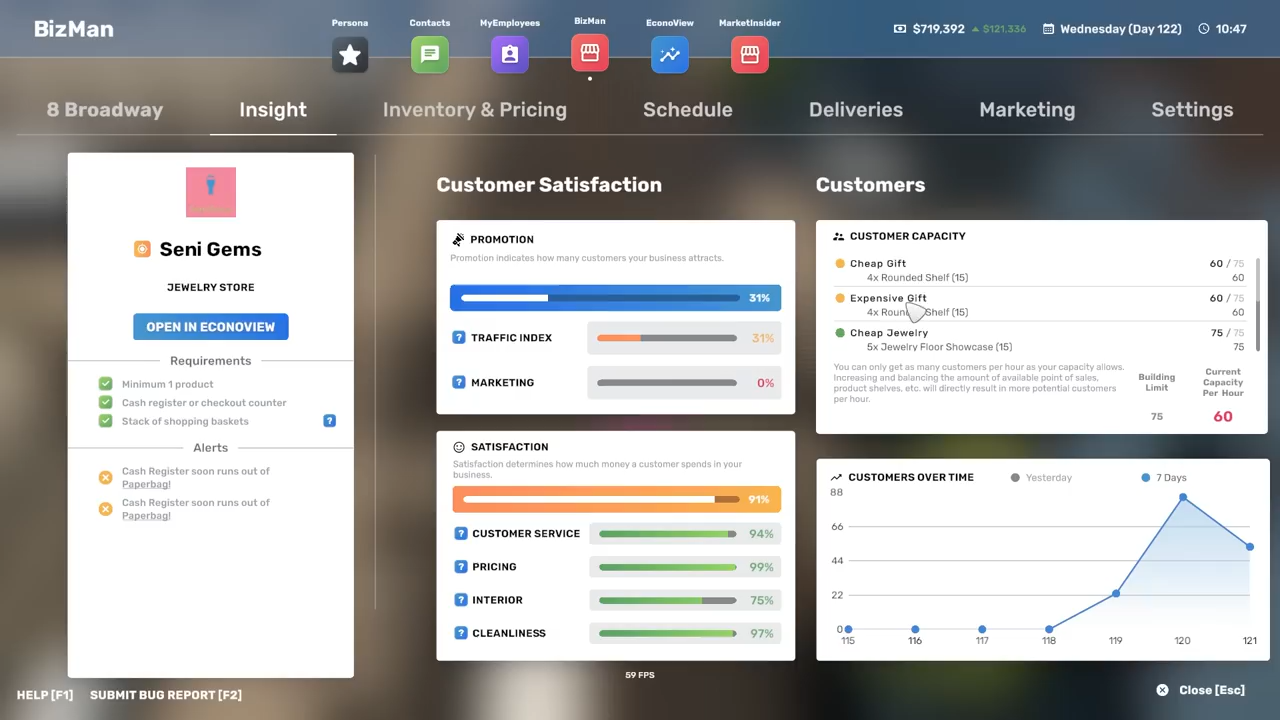 BizMan
Persona
Contacts
MyEmployees
BizMan
EconoView
MarketInsider
$719,392
$121,336
Wednesday (Day 122)
10:47
8 Broadway
Insight
Inventory & Pricing
Schedule
Deliveries
Marketing
Settings
Seni Gems
JEWELRY STORE
OPEN IN ECONOVIEW
Requirements
Minimum 1 product
Cash register or checkout counter
Stack of shopping baskets
?
Alerts
Cash Register soon runs out of
Paperbag!
Cash Register soon runs out of
Paperbag!
Customer Satisfaction
PROMOTION
Promotion indicates how many customers your business attracts.
31%
? TRAFFIC INDEX 31%
? MARKETING 0%
SATISFACTION
Satisfaction determines how much money a customer spends in your
business.
91%
? CUSTOMER SERVICE 94%
? PRICING 99%
? INTERIOR 75%
? CLEANLINESS 97%
Customers
CUSTOMER CAPACITY
Cheap Gift 60 / 75
4x Rounded Shelf (15) 60
Expensive Gift 60 / 75
4x Round Shelf (15) 60
Cheap Jewelry 75 / 75
5x Jewelry Floor Showcase (15) 75
You can only get as many customers per hour as your capacity allows.
Increasing and balancing the amount of available point of sales,
product shelves, etc. will directly result in more potential customers
per hour.
Building
Limit
75
Current
Capacity
Per Hour
60
CUSTOMERS OVER TIME
Yesterday
7 Days
88
66
44
22
0
115 116 117 118 119 120 121
59 FPS
HELP [F1]
SUBMIT BUG REPORT [F2]
Close [Esc]